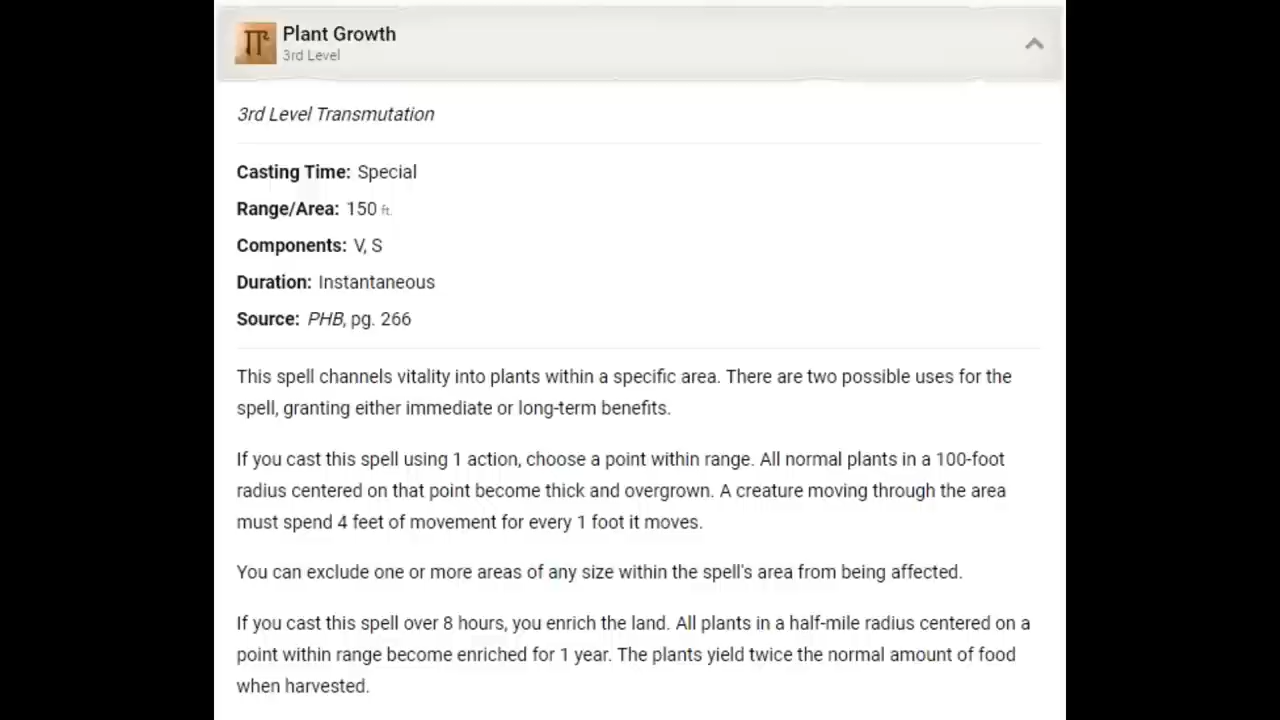 Plant Growth
3rd Level
3rd Level Transmutation
Casting Time: Special
Range/Area: 150 ft.
Components: V, S
Duration: Instantaneous
Source: PHB, pg. 266
This spell channels vitality into plants within a specific area. There are two possible uses for the
spell, granting either immediate or long-term benefits.
If you cast this spell using 1 action, choose a point within range. All normal plants in a 100-foot
radius centered on that point become thick and overgrown. A creature moving through the area
must spend 4 feet of movement for every 1 foot it moves.
You can exclude one or more areas of any size within the spell's area from being affected.
If you cast this spell over 8 hours, you enrich the land. All plants in a half-mile radius centered on a
point within range become enriched for 1 year. The plants yield twice the normal amount of food
when harvested.